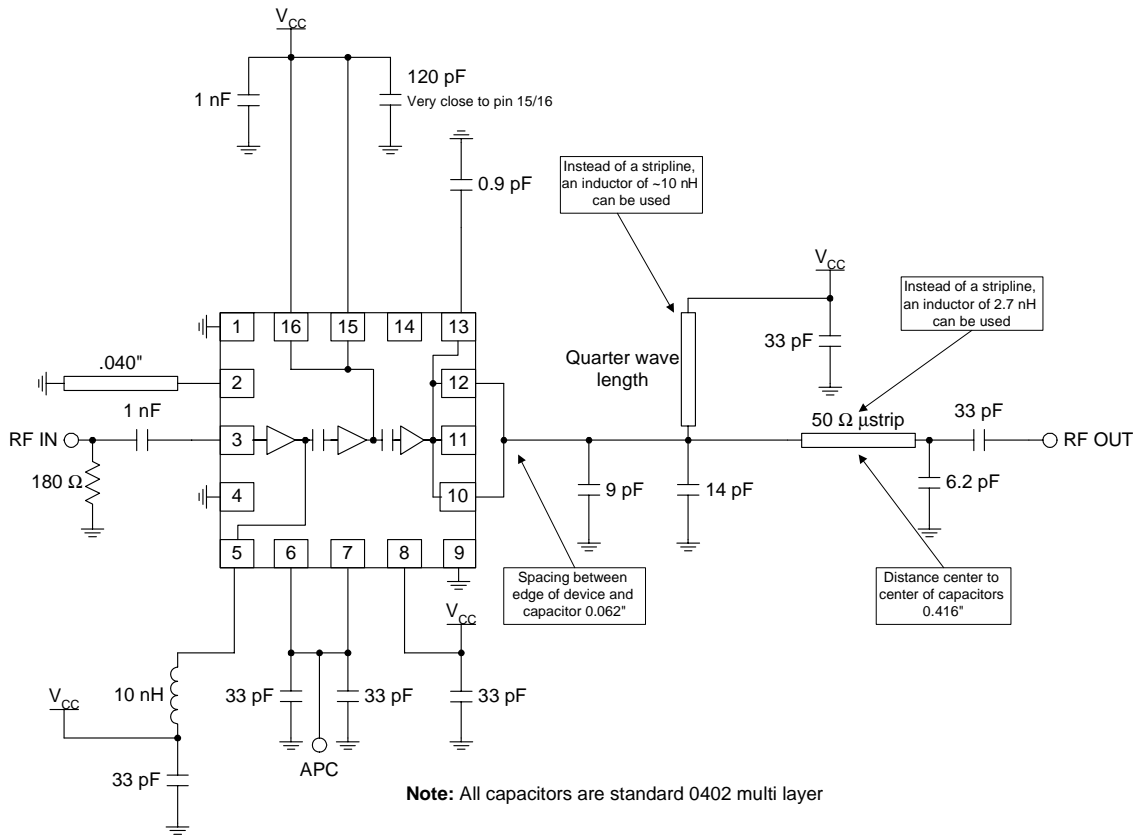 VCC
1 nF
120 pF
Very close to pin 15/16
0.9 pF
Instead of a stripline,
an inductor of ~10 nH
can be used
VCC
Instead of a stripline,
an inductor of 2.7 nH
can be used
33 pF
Quarter wave
length
1
16
15
14
13
.040"
2
12
1 nF
RF IN
3
11
50 Ω μstrip
33 pF
RF OUT
180 Ω
4
10
9 pF
14 pF
6.2 pF
5
6
7
8
9
Spacing between
edge of device and
capacitor 0.062"
Distance center to
center of capacitors
0.416"
VCC
10 nH
VCC
33 pF
33 pF
33 pF
APC
33 pF
Note: All capacitors are standard 0402 multi layer